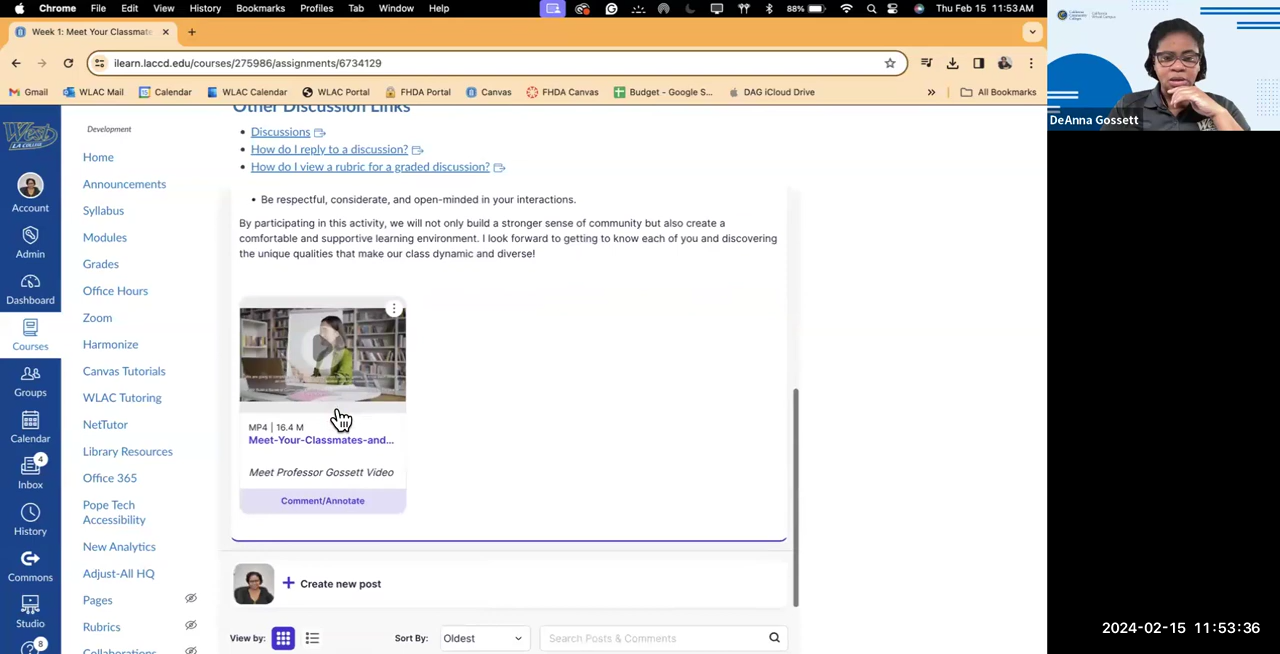 Chrome File Edit View History Bookmarks Profiles Tab Window Help 88% Thu Feb 15 11:53 AM
Week 1: Meet Your Classmate
ilearn.laccd.edu/courses/275986/assignments/6734129
Gmail WLAC Mail Calendar WLAC Calendar WLAC Portal FHDA Portal Canvas FHDA Canvas Budget - Google S... DAG iCloud Drive » All Bookmarks
DeAnna Gossett
West
LA COLLEGE
Account
Admin
Dashboard
Courses
Groups
Calendar
4
Inbox
History
Commons
Studio
8
Development
Home
Announcements
Syllabus
Modules
Grades
Office Hours
Zoom
Harmonize
Canvas Tutorials
WLAC Tutoring
NetTutor
Library Resources
Office 365
Pope Tech
Accessibility
New Analytics
Adjust-All HQ
Pages
Rubrics
Collaborations
Other Discussion Links
• Discussions
• How do I reply to a discussion?
• How do I view a rubric for a graded discussion?
• Be respectful, considerate, and open-minded in your interactions.
By participating in this activity, we will not only build a stronger sense of community but also create a
comfortable and supportive learning environment. I look forward to getting to know each of you and discovering
the unique qualities that make our class dynamic and diverse!
MP4 | 16.4 M
Meet-Your-Classmates-and...
Meet Professor Gossett Video
Comment/Annotate
+ Create new post
View by: Sort By: Oldest Search Posts & Comments
2024-02-15 11:53:36